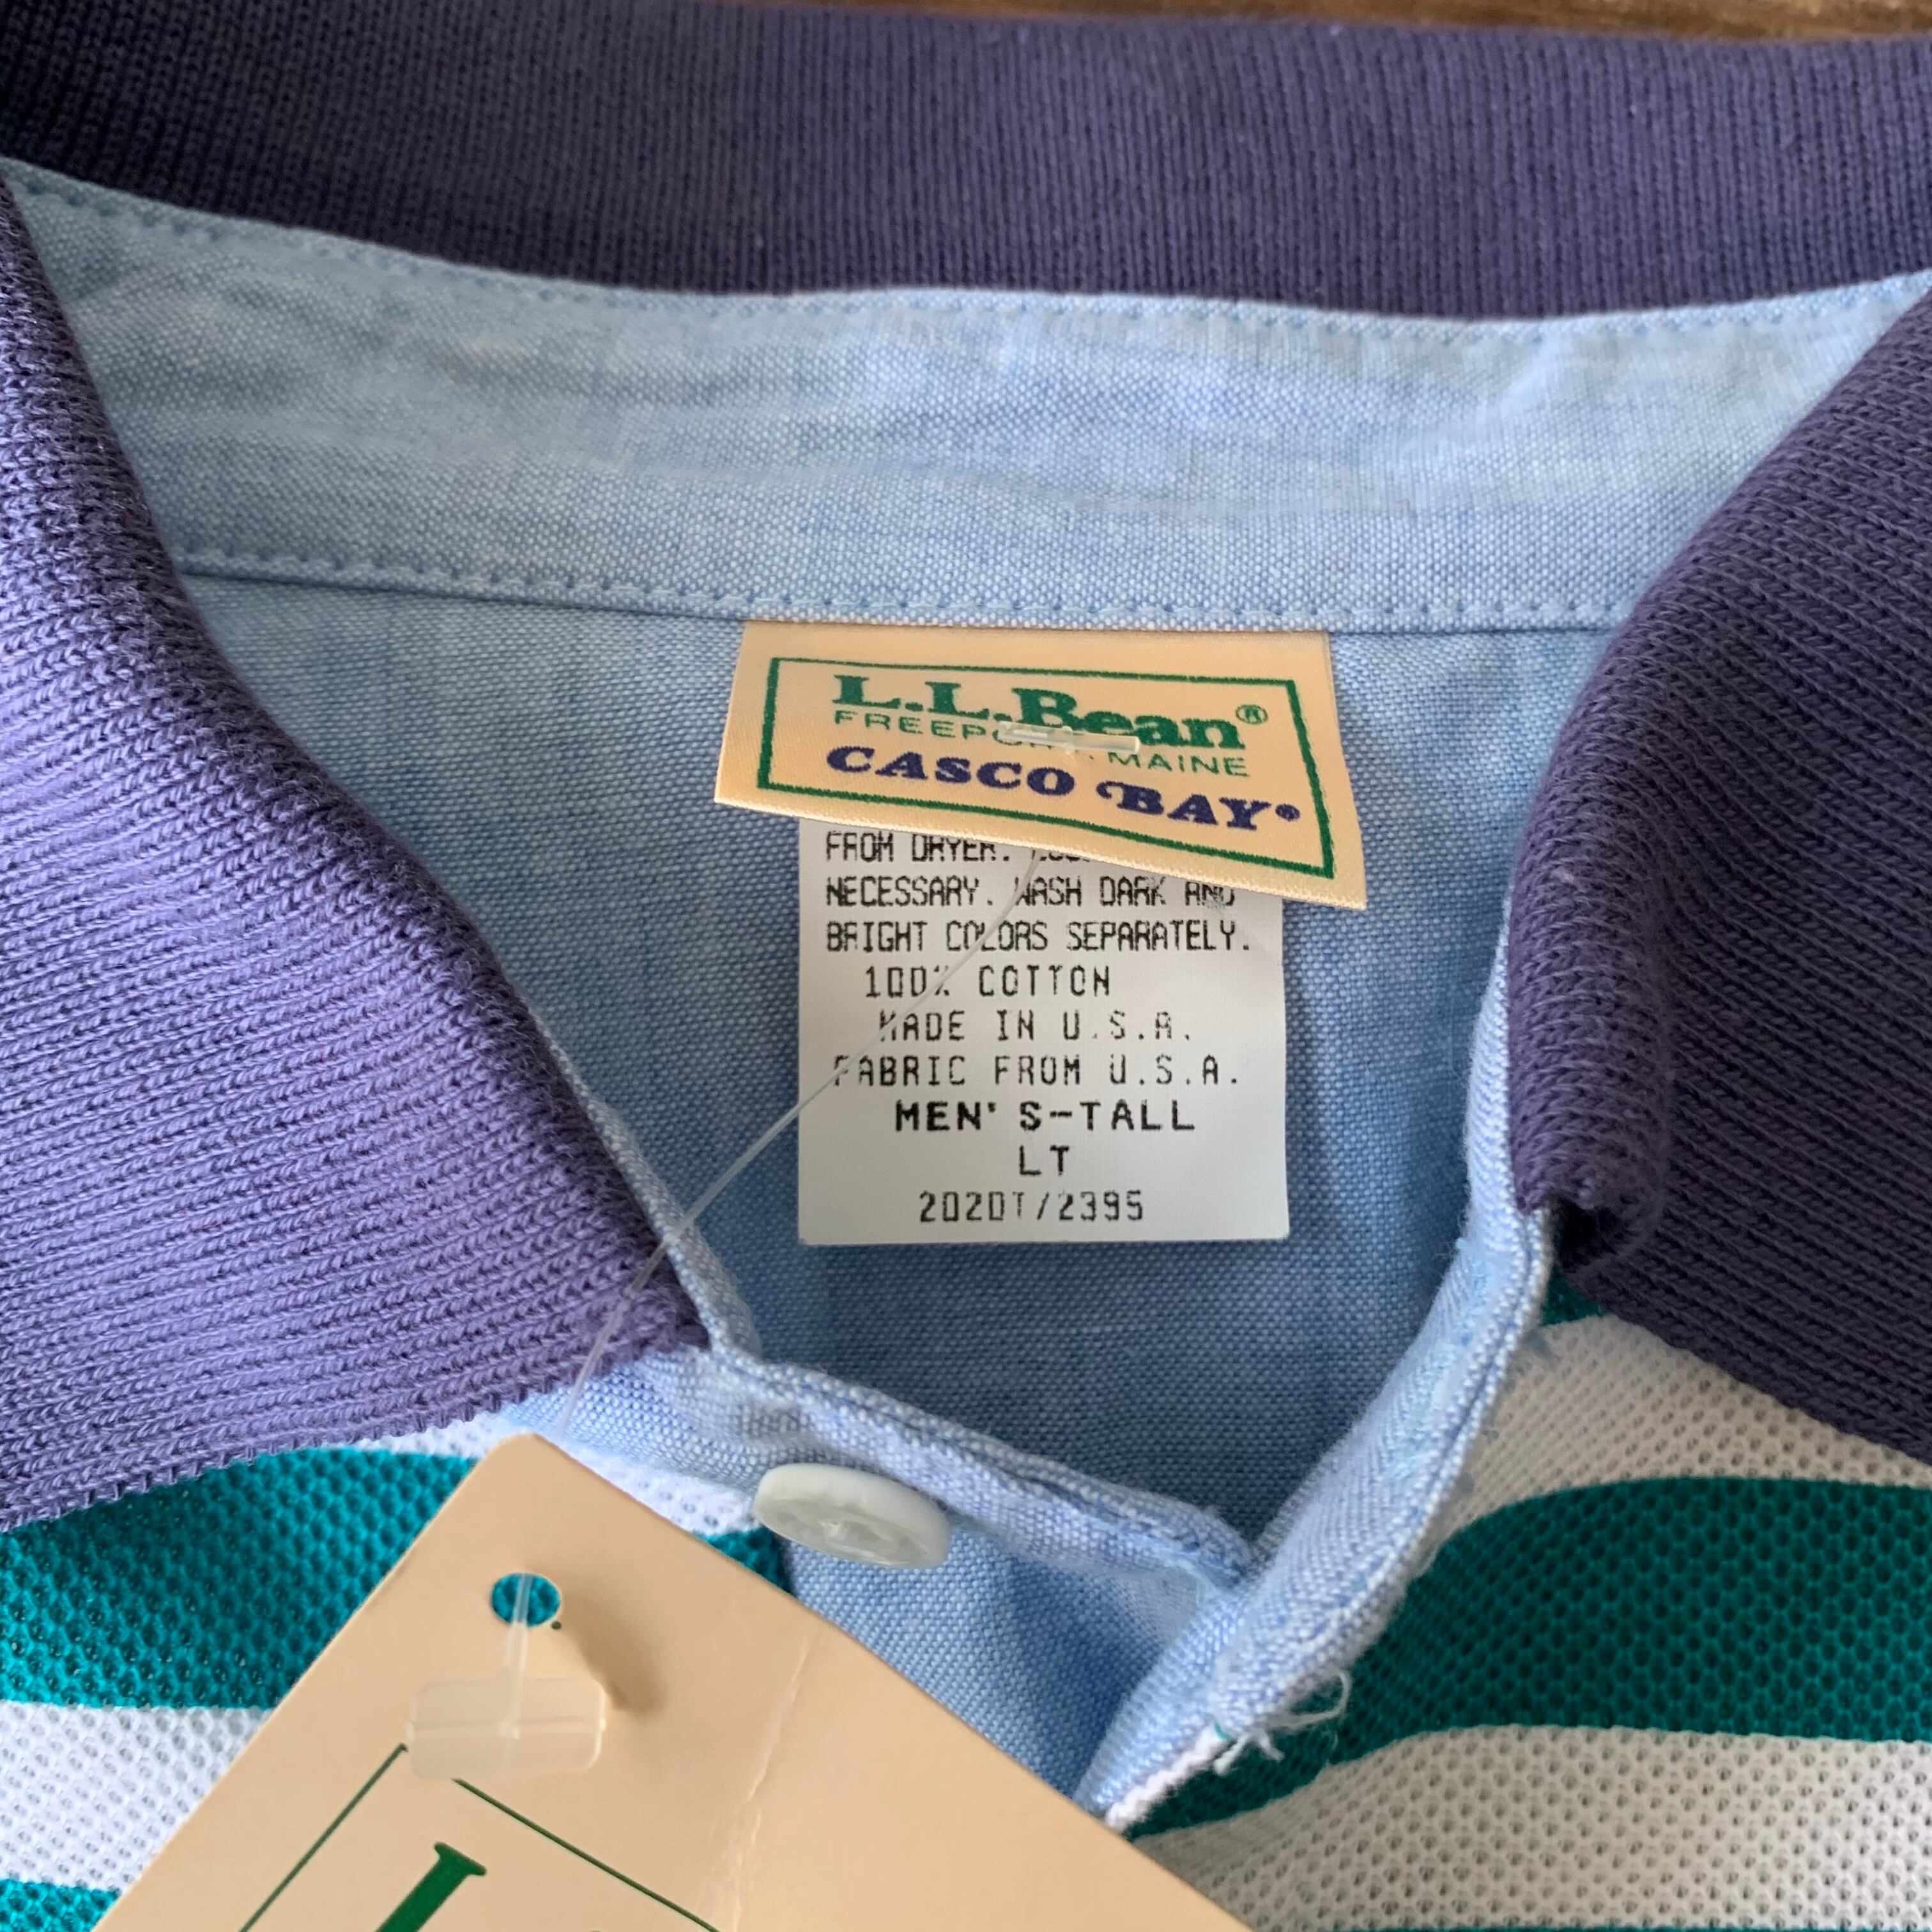 L.L.Bean®
FREEPORT, MAINE
CASCO BAY®
FROM DRYER.
NECESSARY. WASH DARK AND
BRIGHT COLORS SEPARATELY.
100% COTTON
MADE IN U.S.A.
FABRIC FROM U.S.A.
MEN'S-TALL
LT
2020T/2395
L